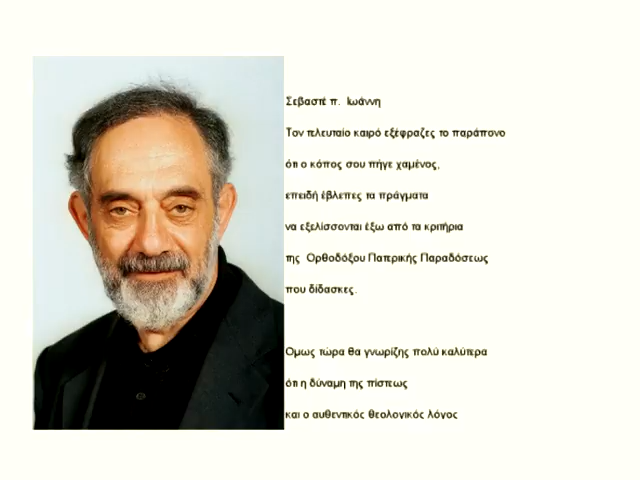 Σεβαστέ π. Ιωάννη
Τον τελευταίο καιρό εξέφραζες το παράπονο
ότι ο κόπος σου πήγε χαμένος,
επειδή έβλεπες τα πράγματα
να εξελίσσονται έξω από τα κριτήρια
της Ορθοδόξου Πατερικής Παραδόσεως
που δίδασκες.
Ομως τώρα θα γνωρίζης πολύ καλύτερα
ότι η δύναμη της πίστεως
και ο αυθεντικός θεολογικός λόγος